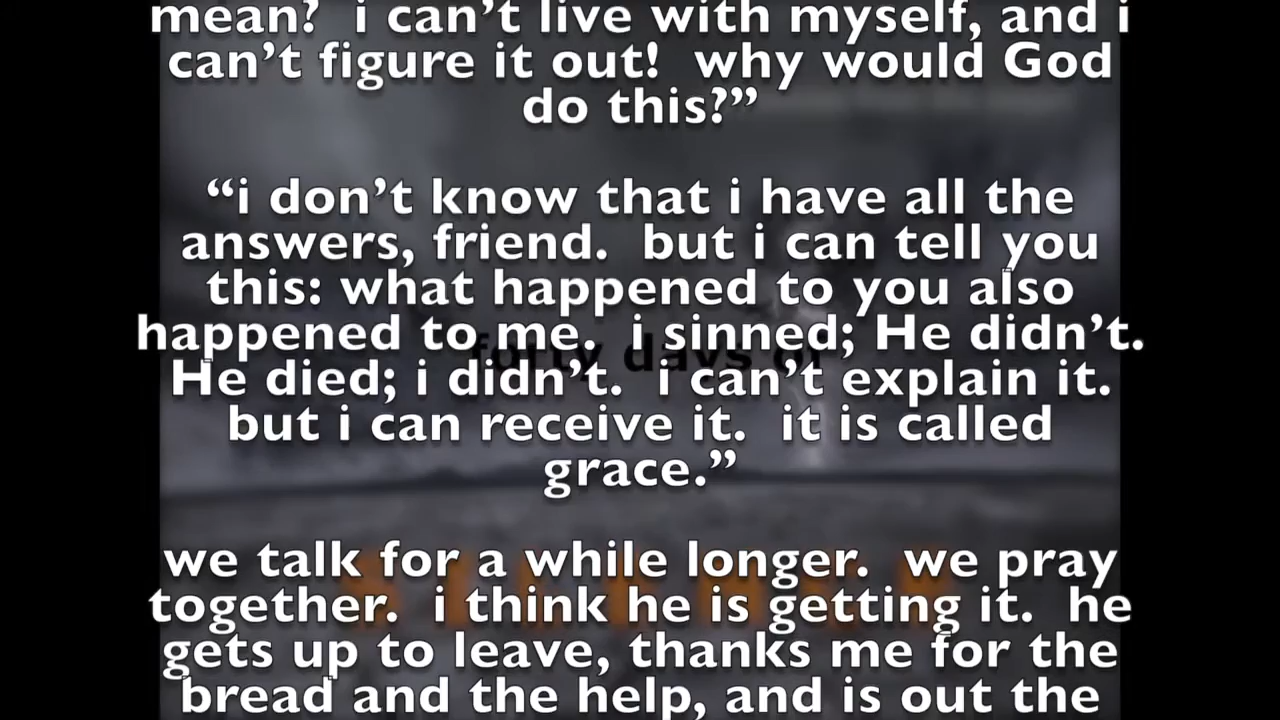 mean?  i can’t live with myself, and i
can’t figure it out!  why would God
do this?”
“i don’t know that i have all the
answers, friend.  but i can tell you
this: what happened to you also
happened to me.  i sinned; He didn’t.
He died; i didn’t.  i can’t explain it.
but i can receive it.  it is called
grace.”
forty days of
we talk for a while longer.  we pray
together.  i think he is getting it.  he
gets up to leave, thanks me for the
bread and the help, and is out the